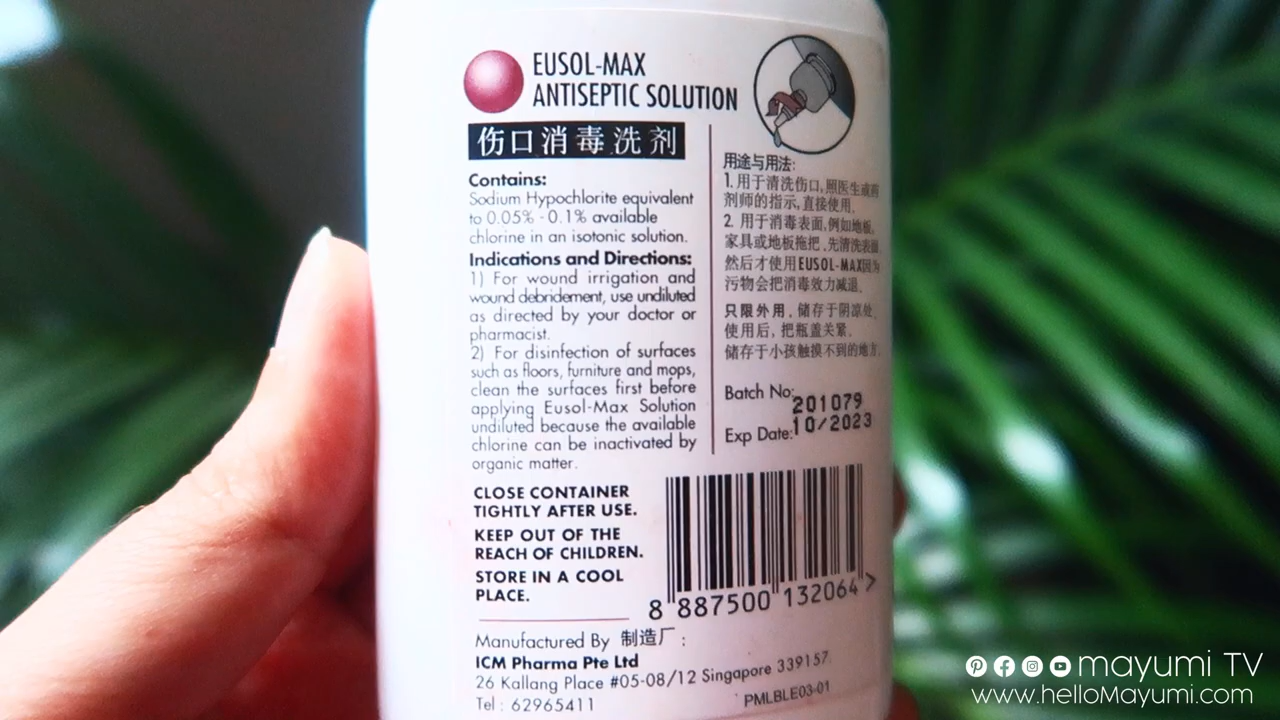 EUSOL-MAX
ANTISEPTIC SOLUTION
伤口消毒洗剂
Contains:
Sodium Hypochlorite equivalent
to 0.05% - 0.1% available
chlorine in an isotonic solution.
Indications and Directions:
1) For wound irrigation and
wound debridement, use undiluted
as directed by your doctor or
pharmacist.
2) For disinfection of surfaces
such as floors, furniture and mops,
clean the surfaces first before
applying Eusol-Max Solution
undiluted because the available
chlorine can be inactivated by
organic matter.
CLOSE CONTAINER
TIGHTLY AFTER USE.
KEEP OUT OF THE
REACH OF CHILDREN.
STORE IN A COOL
PLACE.
用途与用法:
1. 用于清洗伤口,照医生或药
剂师的指示,直接使用.
2. 用于消毒表面,例如地板,
家具或地板拖把,先清洗表面,
然后才使用EUSOL-MAX因为
污物会把消毒效力减退.
只限外用, 储存于阴凉处.
使用后, 把瓶盖关紧.
储存于小孩触摸不到的地方.
Batch No: 201079
Exp Date: 10/2023
8 887500 132064 >
Manufactured By 制造厂:
ICM Pharma Pte Ltd
26 Kallang Place #05-08/12 Singapore 339157.
Tel : 62965411
PMLBLE03-01
mayumi TV
www.helloMayumi.com